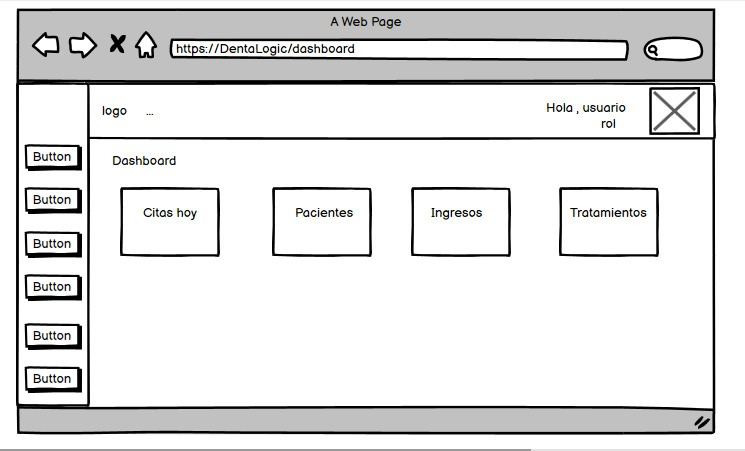 A Web Page
https://DentaLogic/dashboard
logo ...
Hola , usuario
rol
Dashboard
Citas hoy
Pacientes
Ingresos
Tratamientos
Button
Button
Button
Button
Button
Button